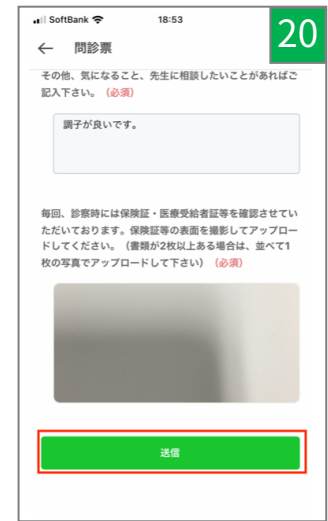 SoftBank 18:53
20
← 問診票
その他、気になること、先生に相談したいことがあればご
記入下さい。（必須）
調子が良いです。
毎回、診察時には保険証・医療受給者証等を確認させてい
ただいております。保険証等の表面を撮影してアップロー
ドしてください。（書類が2枚以上ある場合は、並べて1
枚の写真でアップロードして下さい）（必須）
送信